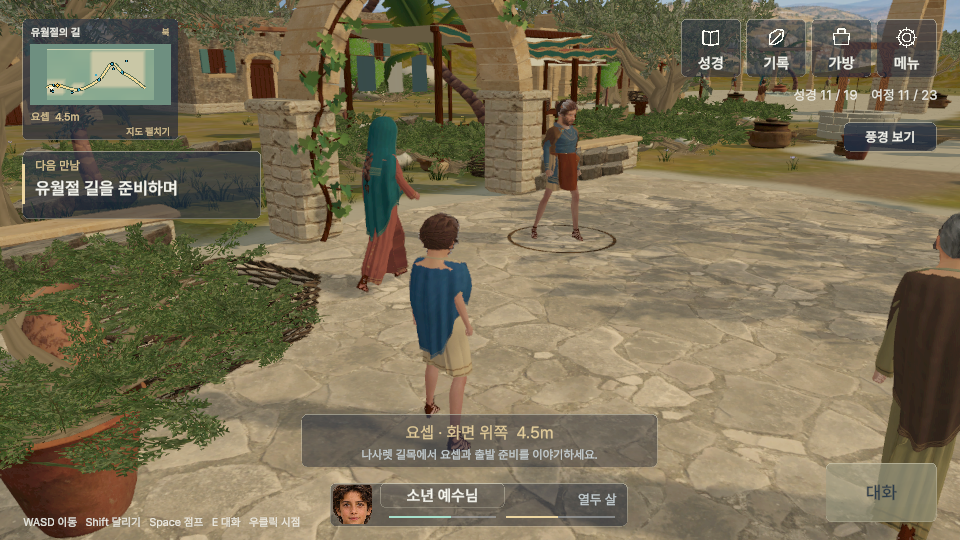 유월절의 길
북
요셉 4.5m
지도 펼치기
다음 만남
유월절 길을 준비하며
성경
기록
가방
메뉴
성경 11 / 19 여정 11 / 23
풍경 보기
요셉 · 화면 위쪽 4.5m
나사렛 길목에서 요셉과 출발 준비를 이야기하세요.
소년 예수님
열두 살
대화
WASD 이동 Shift 달리기 Space 점프 E 대화 우클릭 시점